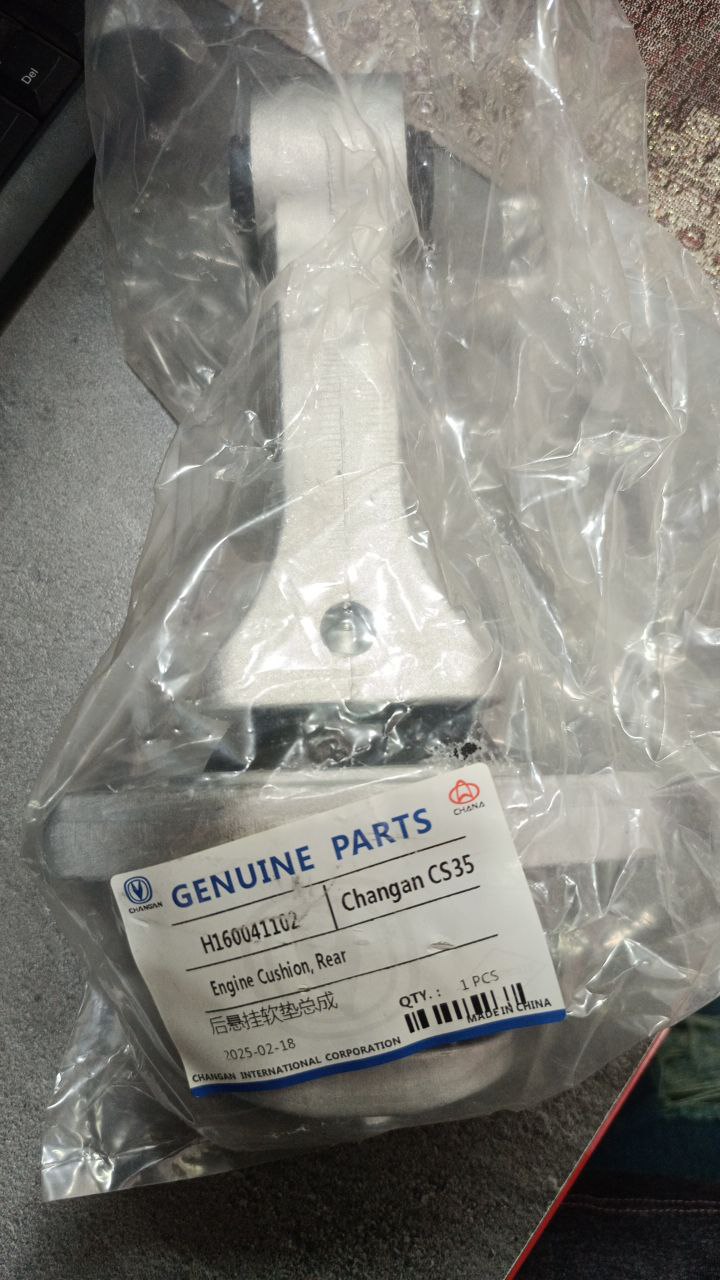 Del
GENUINE PARTS
CHANA
CHANGAN
H160041102
Changan CS35
Engine Cushion, Rear
后悬挂软垫总成
QTY. : 1 PCS
2025-02-18
MADE IN CHINA
CHANGAN INTERNATIONAL CORPORATION